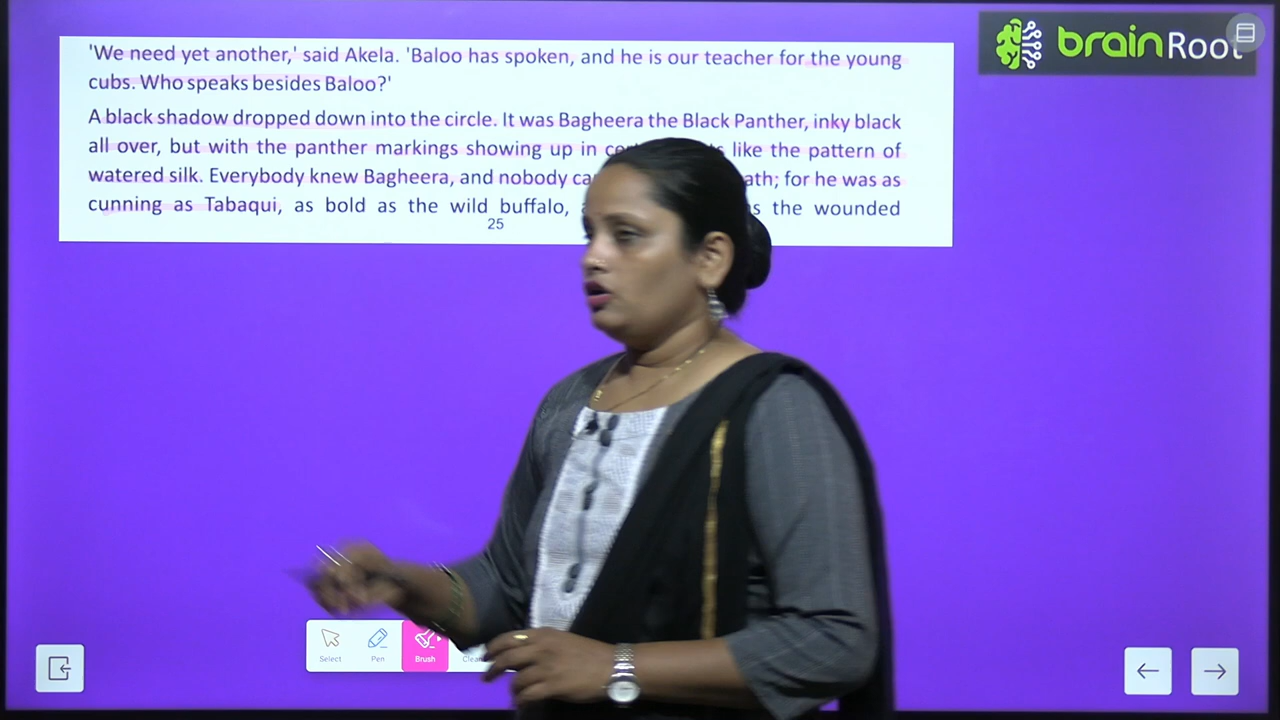 'We need yet another,' said Akela. 'Baloo has spoken, and he is our teacher for the young
cubs. Who speaks besides Baloo?'
A black shadow dropped down into the circle. It was Bagheera the Black Panther, inky black
all over, but with the panther markings showing up in like the pattern of
watered silk. Everybody knew Bagheera, and nobody for he was as
cunning as Tabaqui, as bold as the wild buffalo, the wounded
25
brainRoot
Select
Pen
Brush